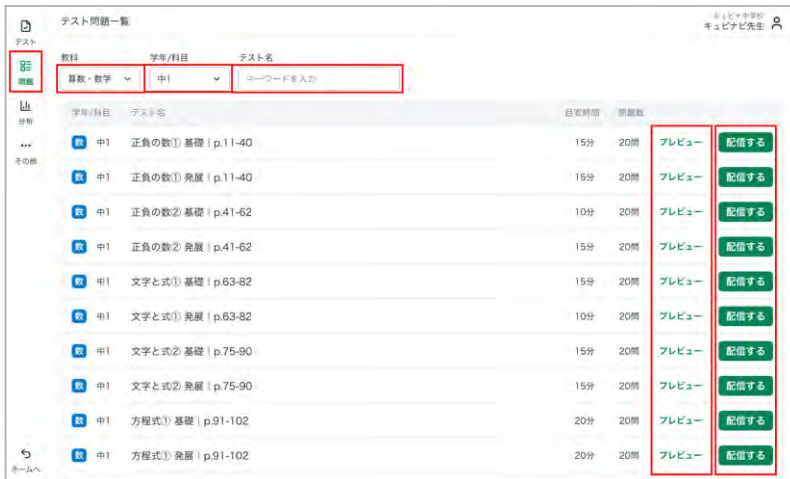 テスト問題一覧
キュビナ中学校
キュビナビ先生
テスト
問題
分析
その他
ホームへ
教科 学年/科目 テスト名
算数・数学 中1 キーワードを入力
学年/科目 テスト名 目安時間 問題数
数 中1 正負の数① 基礎 | p.11-40 15分 20問 プレビュー 配信する
数 中1 正負の数① 発展 | p.11-40 15分 20問 プレビュー 配信する
数 中1 正負の数② 基礎 | p.41-62 10分 20問 プレビュー 配信する
数 中1 正負の数② 発展 | p.41-62 15分 20問 プレビュー 配信する
数 中1 文字と式① 基礎 | p.63-82 15分 20問 プレビュー 配信する
数 中1 文字と式① 発展 | p.63-82 10分 20問 プレビュー 配信する
数 中1 文字と式② 基礎 | p.75-90 15分 20問 プレビュー 配信する
数 中1 文字と式② 発展 | p.75-90 15分 20問 プレビュー 配信する
数 中1 方程式① 基礎 | p.91-102 20分 20問 プレビュー 配信する
数 中1 方程式① 発展 | p.91-102 20分 20問 プレビュー 配信する